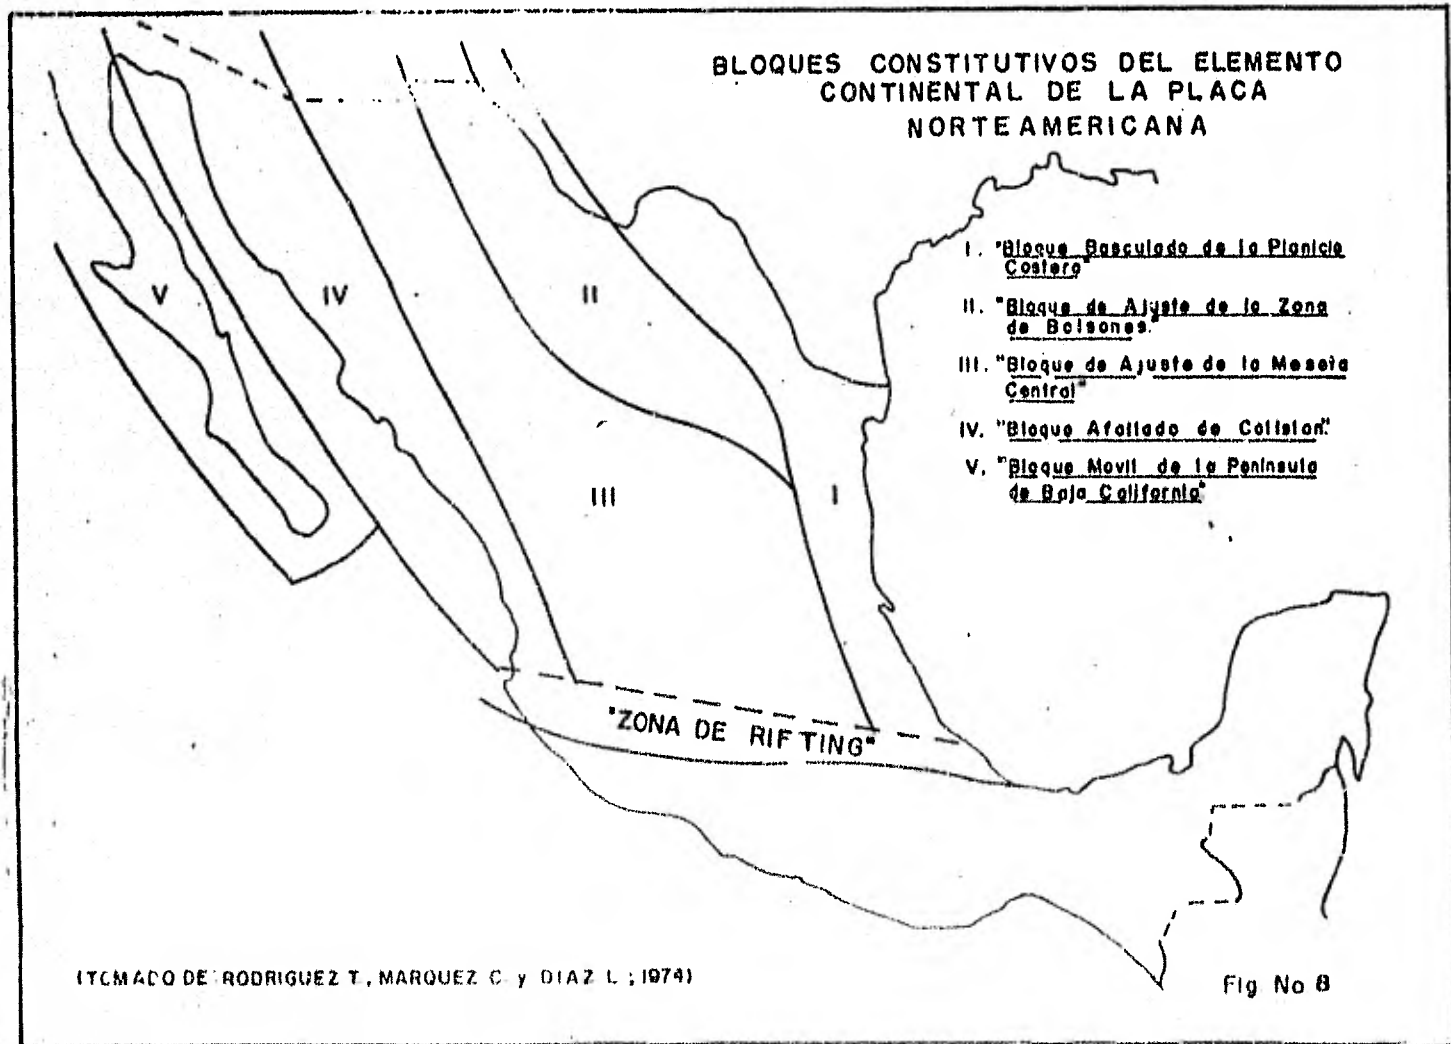 BLOQUES CONSTITUTIVOS DEL ELEMENTO
CONTINENTAL DE LA PLACA
NORTEAMERICANA
I. "Bloque Basculado de la Planicie
Costera"
II. "Bloque de Ajuste de la Zona
de Bolsones."
III. "Bloque de Ajuste de la Meseta
Central"
IV. "Bloque Afallado de Colision".
V. "Bloque Movil de la Peninsula
de Baja California"
V
IV
II
III
I
"ZONA DE RIFTING"
(TOMADO DE: RODRIGUEZ T, MARQUEZ C. y DIAZ L; 1974)
Fig No 8